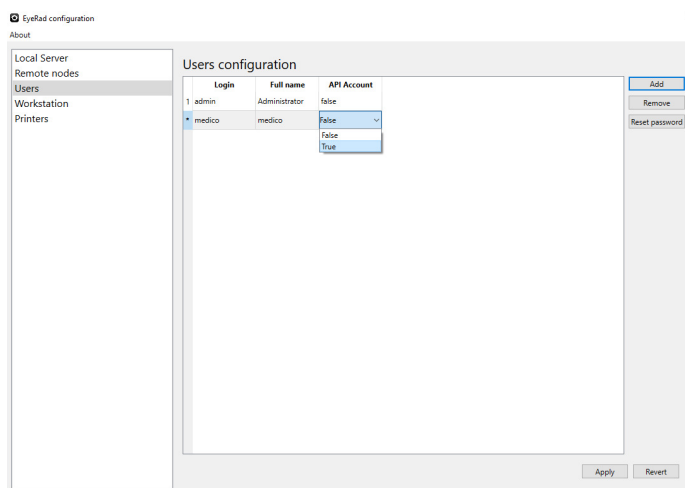 EyeRad configuration
About
Local Server
Remote nodes
Users
Workstation
Printers
Users configuration
Login Full name API Account
1 admin Administrator false
* medico medico False
False
True
Add
Remove
Reset password
Apply Revert